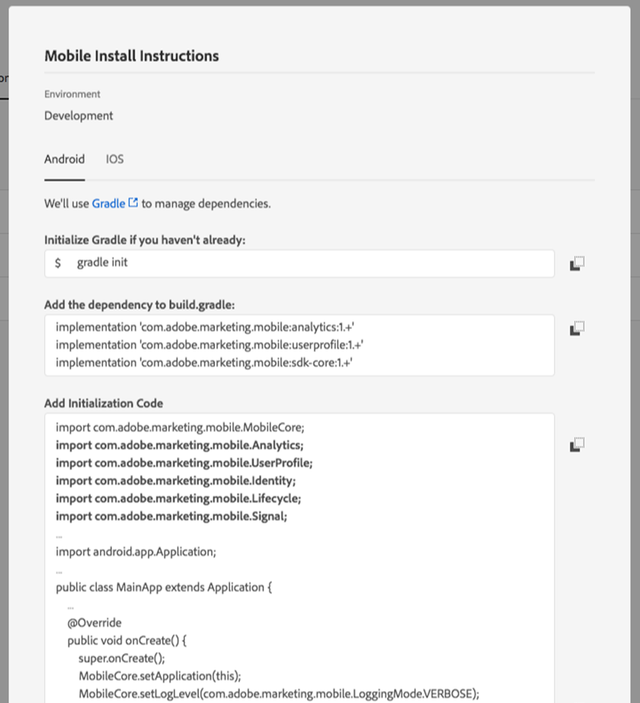 Mobile Install Instructions
Environment
Development
Android IOS
We'll use Gradle to manage dependencies.
Initialize Gradle if you haven't already:
$ gradle init
Add the dependency to build.gradle:
implementation 'com.adobe.marketing.mobile:analytics:1.+'
implementation 'com.adobe.marketing.mobile:userprofile:1.+'
implementation 'com.adobe.marketing.mobile:sdk-core:1.+'
Add Initialization Code
import com.adobe.marketing.mobile.MobileCore;
import com.adobe.marketing.mobile.Analytics;
import com.adobe.marketing.mobile.UserProfile;
import com.adobe.marketing.mobile.Identity;
import com.adobe.marketing.mobile.Lifecycle;
import com.adobe.marketing.mobile.Signal;
...
import android.app.Application;
...
public class MainApp extends Application {
...
@Override
public void onCreate() {
super.onCreate();
MobileCore.setApplication(this);
MobileCore.setLogLevel(com.adobe.marketing.mobile.LoggingMode.VERBOSE);